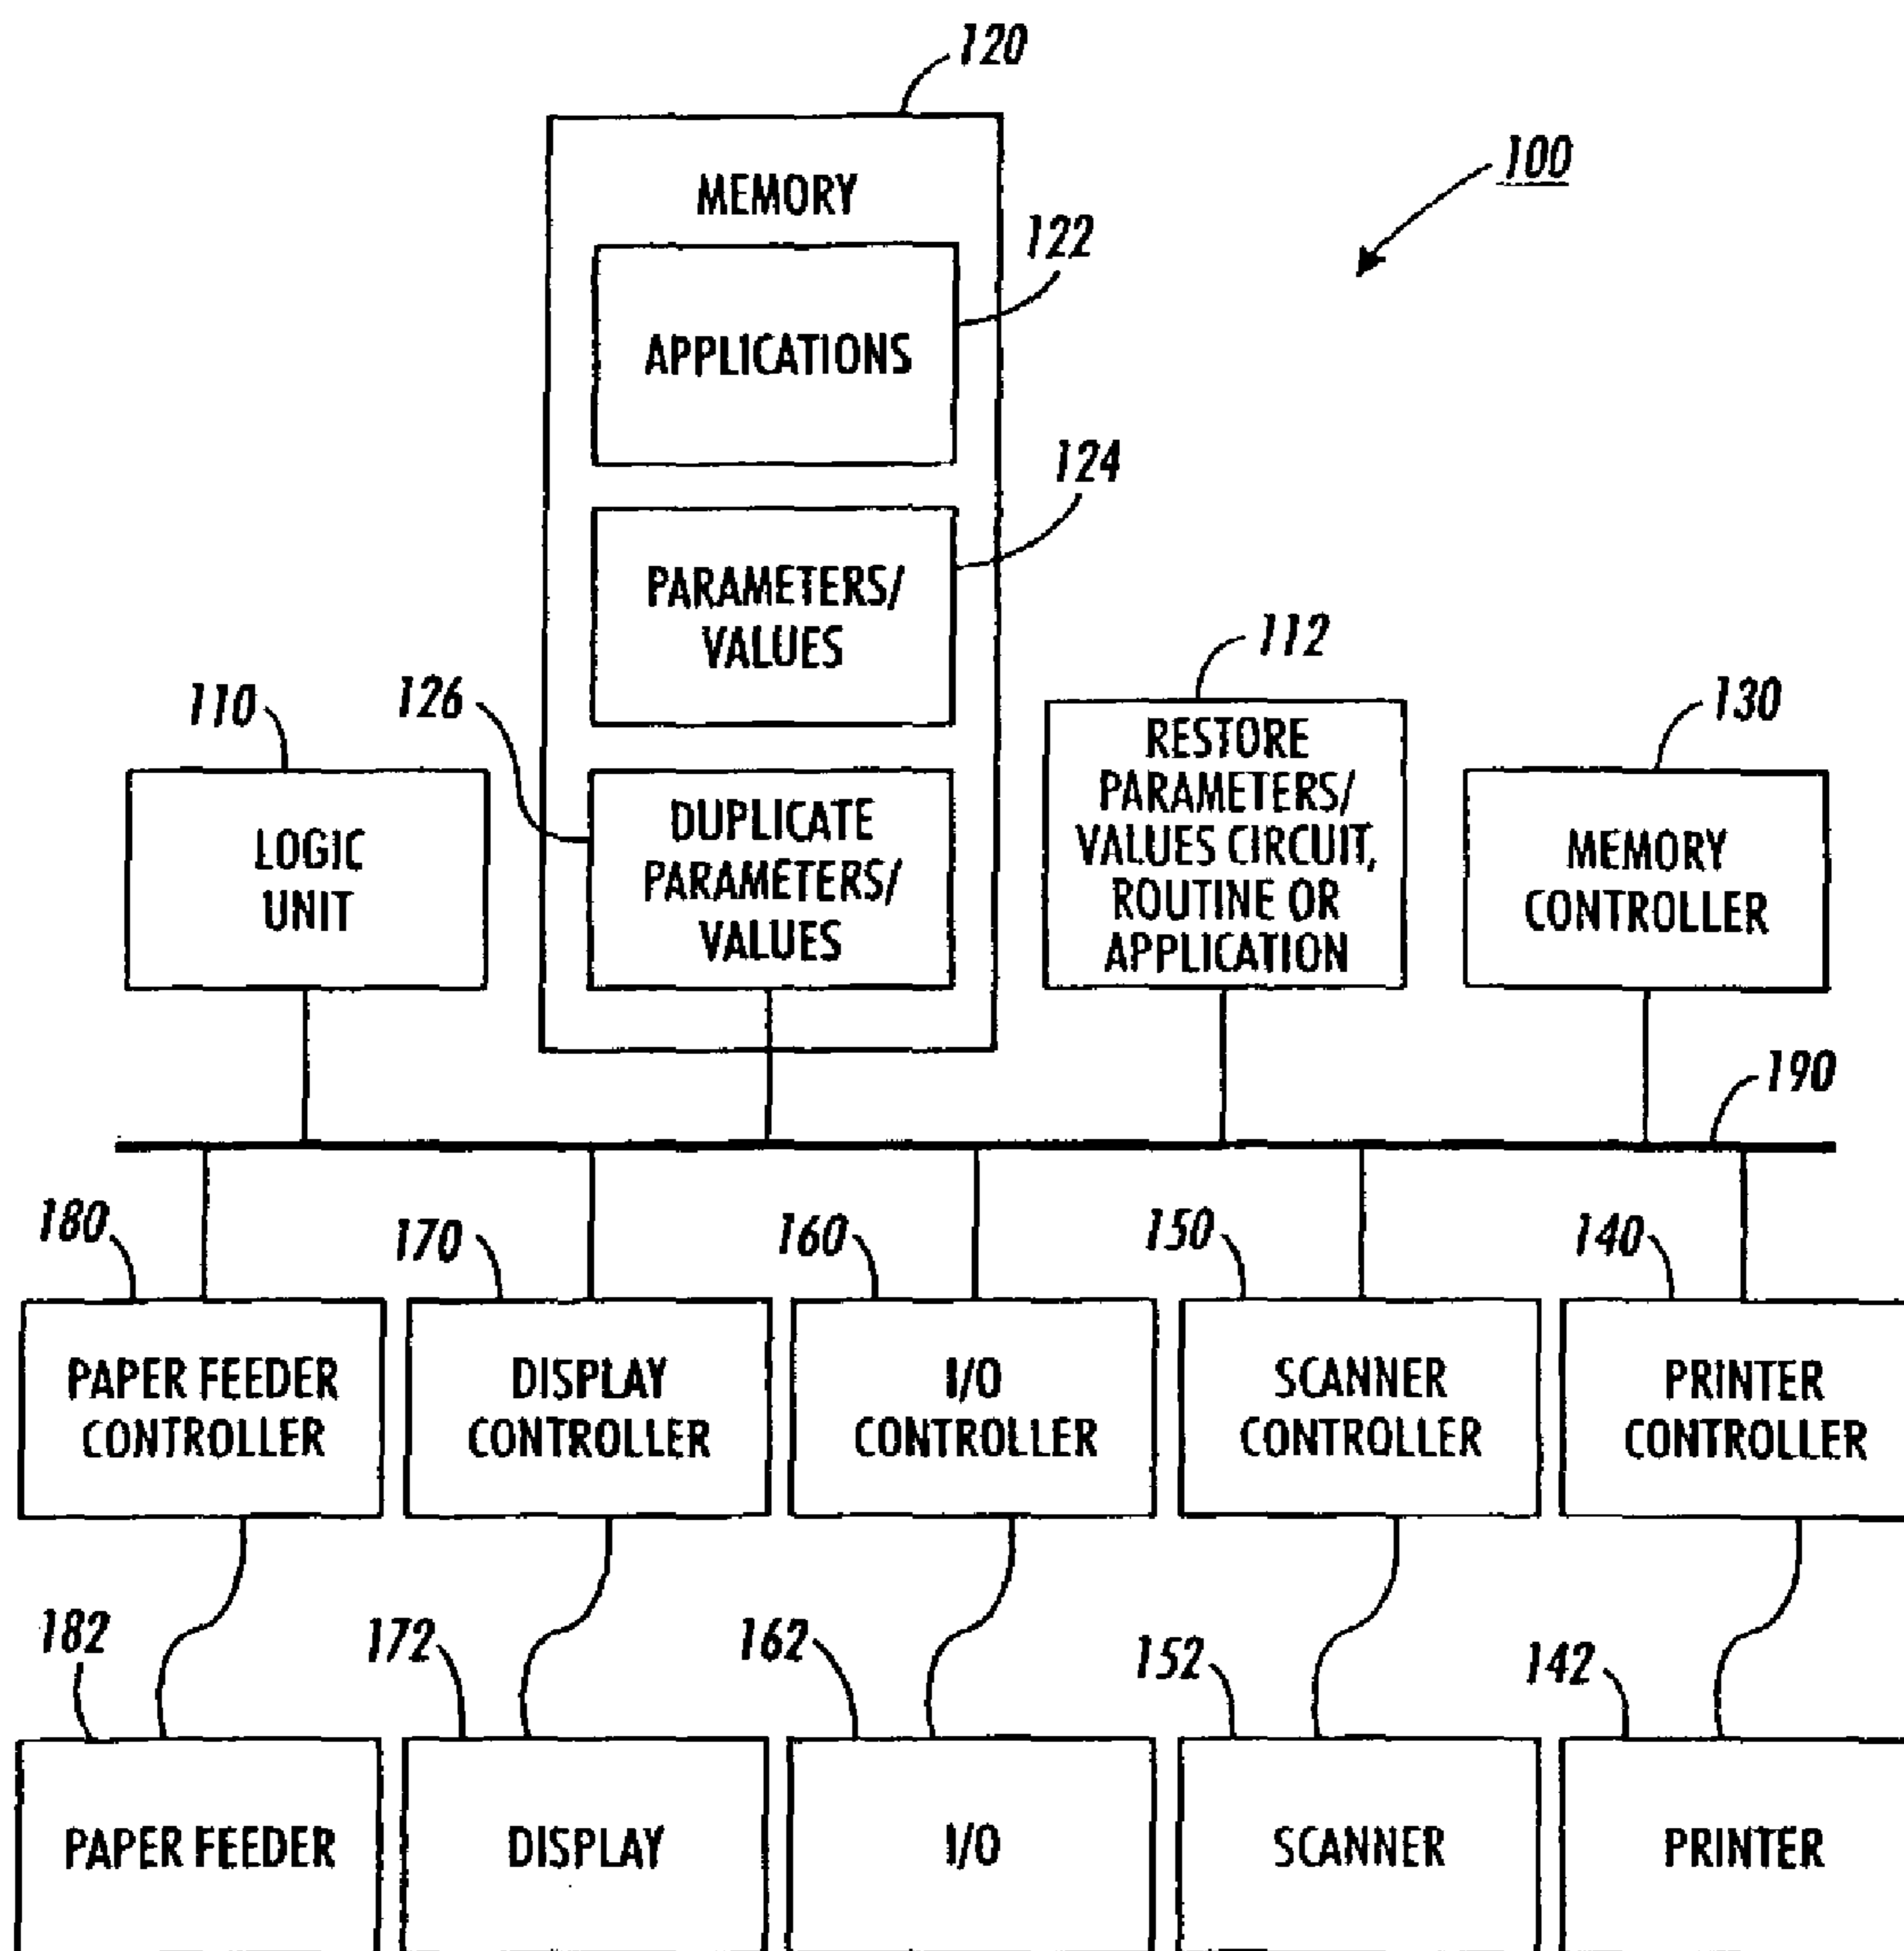 120
100
MEMORY
122
APPLICATIONS
124
PARAMETERS/
VALUES
112
126
110
130
RESTORE
PARAMETERS/
VALUES CIRCUIT,
ROUTINE OR
APPLICATION
DUPLICATE
PARAMETERS/
VALUES
LOGIC
UNIT
MEMORY
CONTROLLER
190
180
170
160
150
140
PAPER FEEDER
CONTROLLER
DISPLAY
CONTROLLER
I/O
CONTROLLER
SCANNER
CONTROLLER
PRINTER
CONTROLLER
182
172
162
152
142
PAPER FEEDER
DISPLAY
I/O
SCANNER
PRINTER